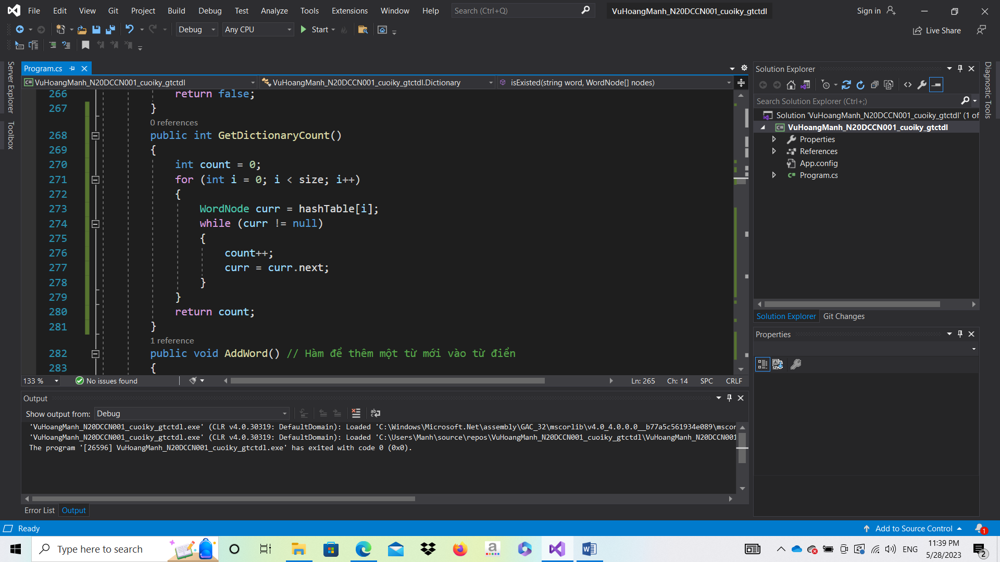 File Edit View Git Project Build Debug Test Analyze Tools Extensions Window Help Search (Ctrl+Q) VuHoangManh_N20DCCN001_cuoiky_gtctdl Sign in
Debug Any CPU Start Live Share
Server Explorer
Toolbox
Program.cs
VuHoangManh_N20DCCN001_cuoiky_gtctdl VuHoangManh_N20DCCN001_cuoiky_gtctdl.Dictionary isExisted(string word, WordNode[] nodes)
266 return false;
267 }
0 references
268 public int GetDictionaryCount()
269 {
270 int count = 0;
271 for (int i = 0; i < size; i++)
272 {
273 WordNode curr = hashTable[i];
274 while (curr != null)
275 {
276 count++;
277 curr = curr.next;
278 }
279 }
280 return count;
281 }
1 reference
282 public void AddWord() // Hàm để thêm một từ mới vào từ điển
283 {
133 % No issues found Ln: 265 Ch: 14 SPC CRLF
Output
Show output from: Debug
'VuHoangManh_N20DCCN001_cuoiky_gtctdl.exe' (CLR v4.0.30319: DefaultDomain): Loaded 'C:\Windows\Microsoft.Net\assembly\GAC_32\mscorlib\v4.0_4.0.0.0__b77a5c561934e089\mscor
'VuHoangManh_N20DCCN001_cuoiky_gtctdl.exe' (CLR v4.0.30319: DefaultDomain): Loaded 'C:\Users\Manh\source\repos\VuHoangManh_N20DCCN001_cuoiky_gtctdl\VuHoangManh_N20DCCN001
The program '[26596] VuHoangManh_N20DCCN001_cuoiky_gtctdl.exe' has exited with code 0 (0x0).
Error List Output
Solution Explorer
Search Solution Explorer (Ctrl+;)
Solution 'VuHoangManh_N20DCCN001_cuoiky_gtctdl' (1 of
C# VuHoangManh_N20DCCN001_cuoiky_gtctdl
Properties
References
App.config
C# Program.cs
Solution Explorer Git Changes
Properties
Diagnostic Tools
Ready Add to Source Control 1
Type here to search ENG 11:39 PM
5/28/2023 2